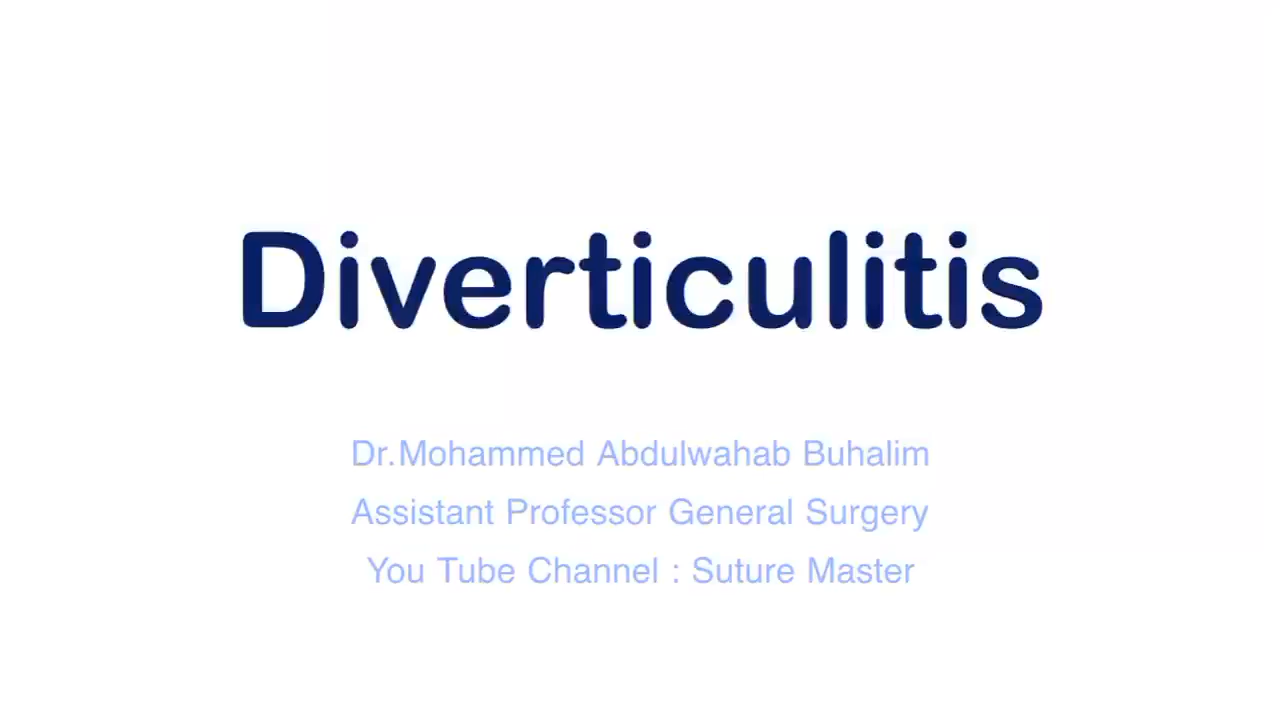 Diverticulitis
Dr.Mohammed Abdulwahab Buhalim
Assistant Professor General Surgery
You Tube Channel : Suture Master